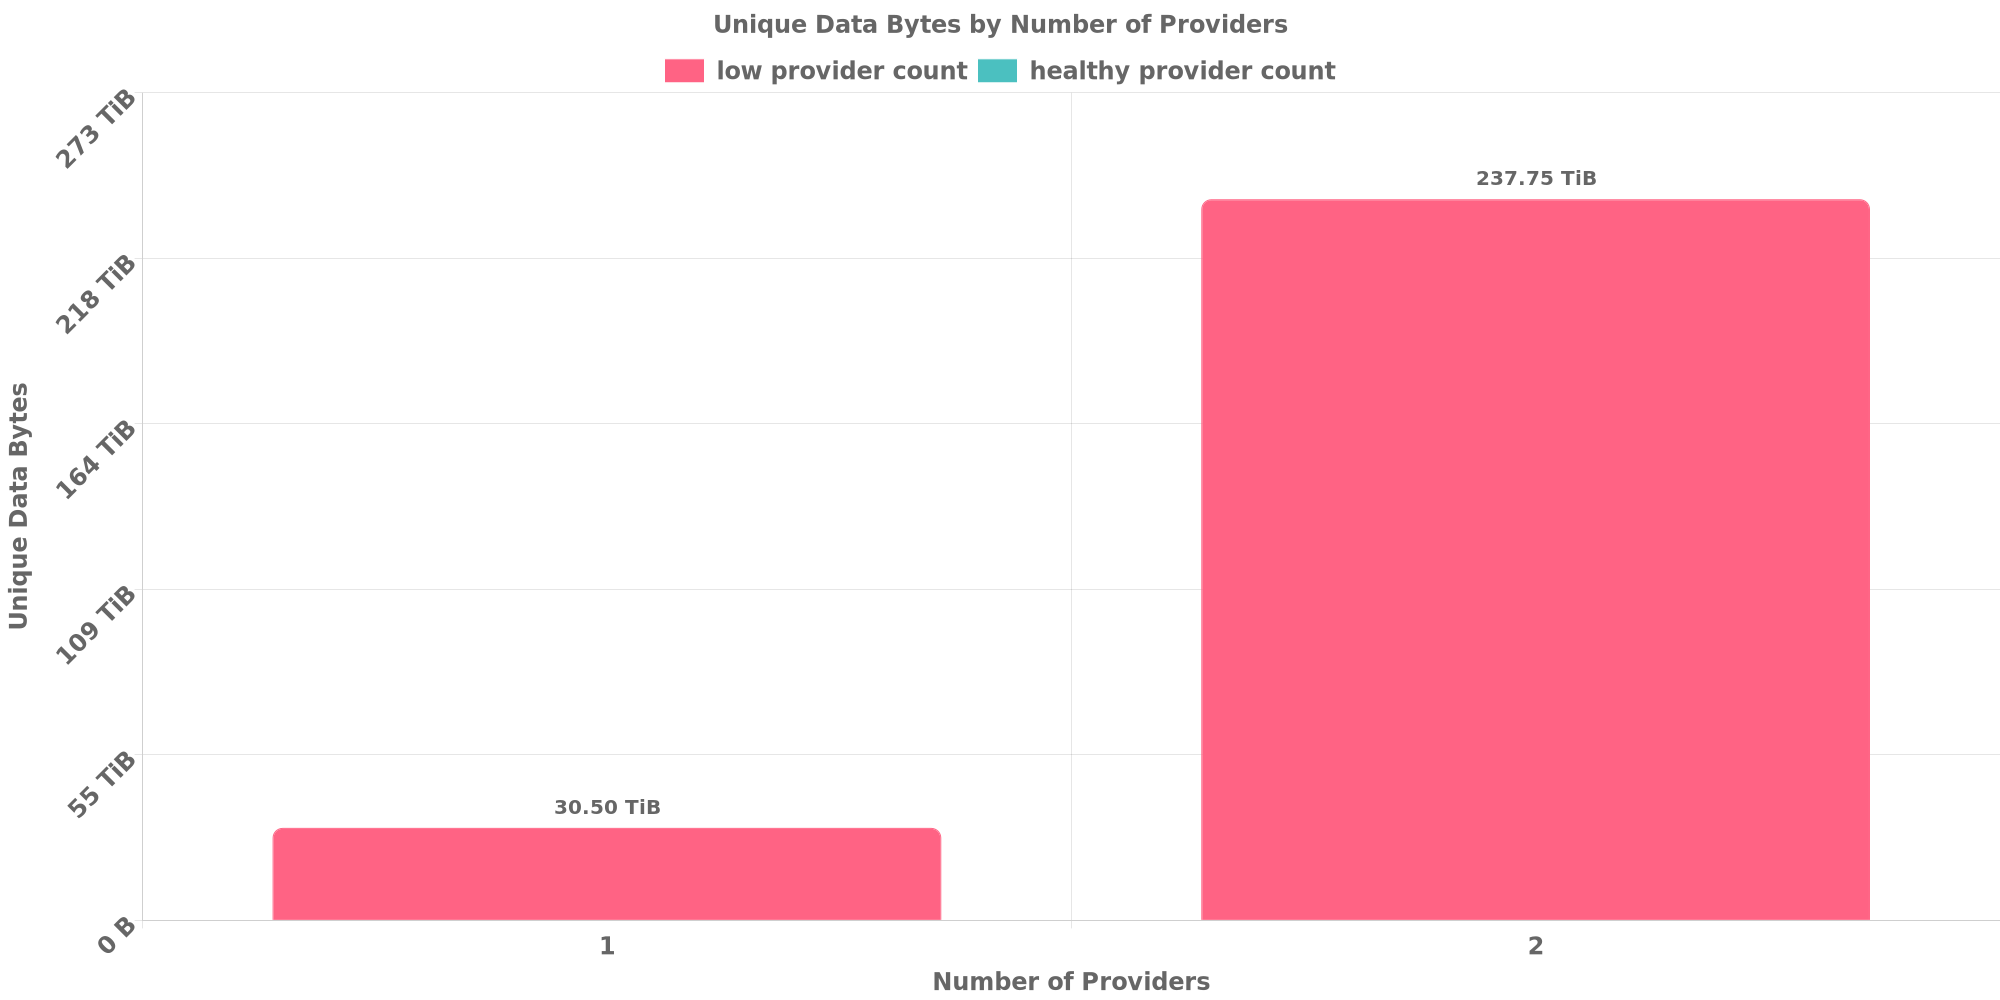 Unique Data Bytes by Number of Providers
low provider count healthy provider count
273 TiB
218 TiB
164 TiB
109 TiB
55 TiB
0 B
Unique Data Bytes
237.75 TiB
30.50 TiB
1 2
Number of Providers